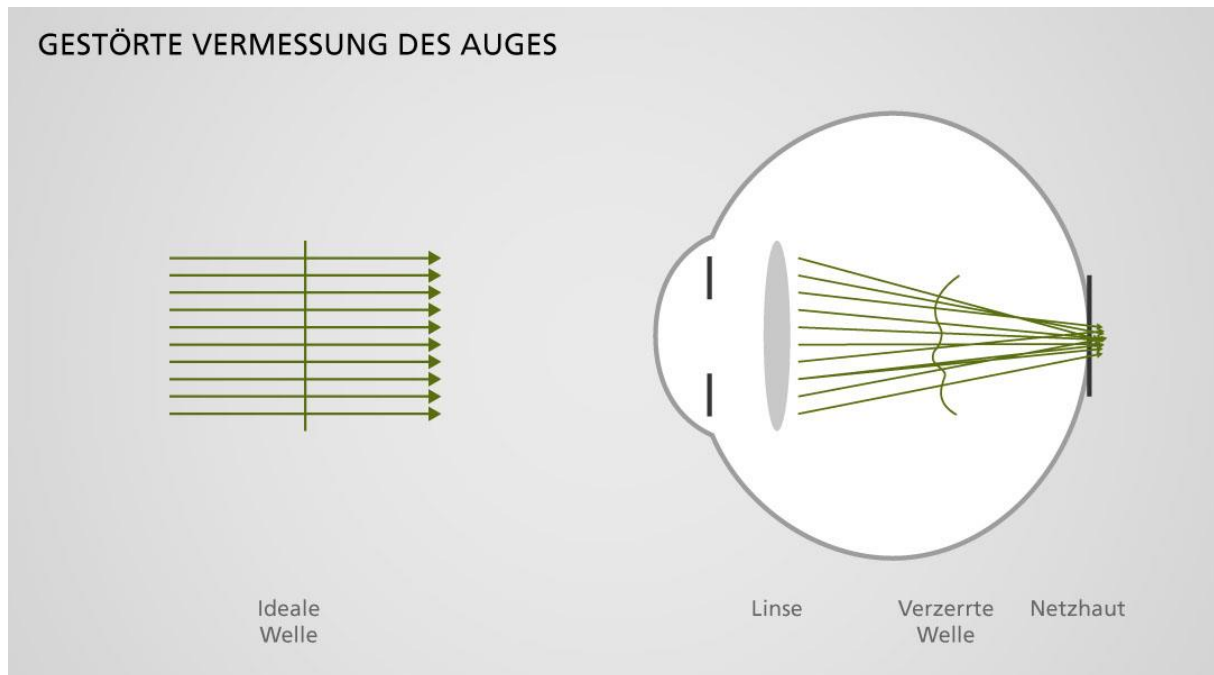 GESTÖRTE VERMESSUNG DES AUGES
Ideale
Welle
Linse
Verzerrte
Welle
Netzhaut